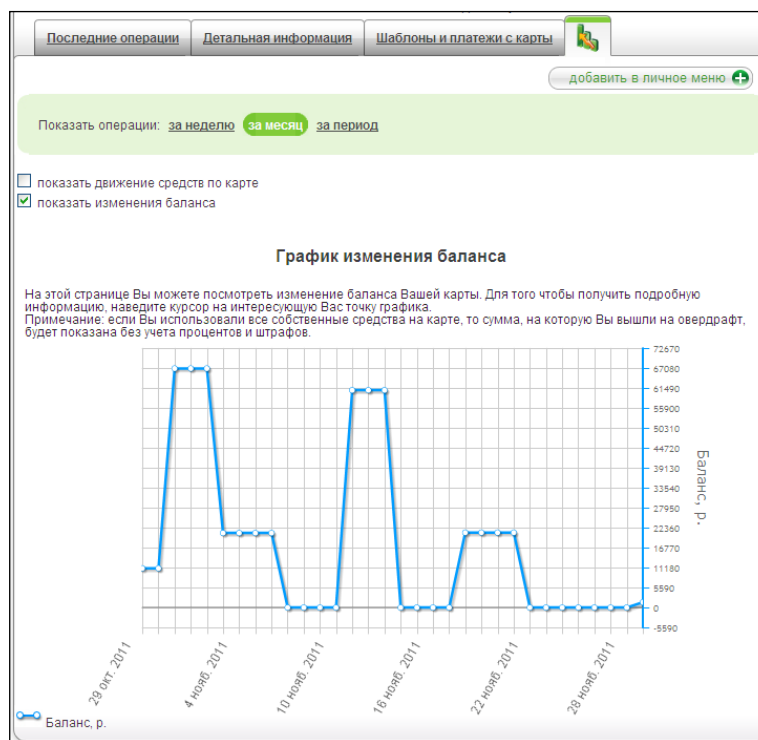 Последние операции
Детальная информация
Шаблоны и платежи с карты
добавить в личное меню
Показать операции: за неделю за месяц за период
показать движение средств по карте
показать изменения баланса
График изменения баланса
На этой странице Вы можете посмотреть изменение баланса Вашей карты. Для того чтобы получить подробную
информацию, наведите курсор на интересующую Вас точку графика.
Примечание: если Вы использовали все собственные средства на карте, то сумма, на которую Вы вышли на овердрафт,
будет показана без учета процентов и штрафов.
72670
67080
61490
55900
50310
44720
39130
33540
27950
22360
16770
11180
5590
0
-5590
Баланс, р.
29 окт. 2011
4 нояб. 2011
10 нояб. 2011
16 нояб. 2011
22 нояб. 2011
28 нояб. 2011
Баланс, р.